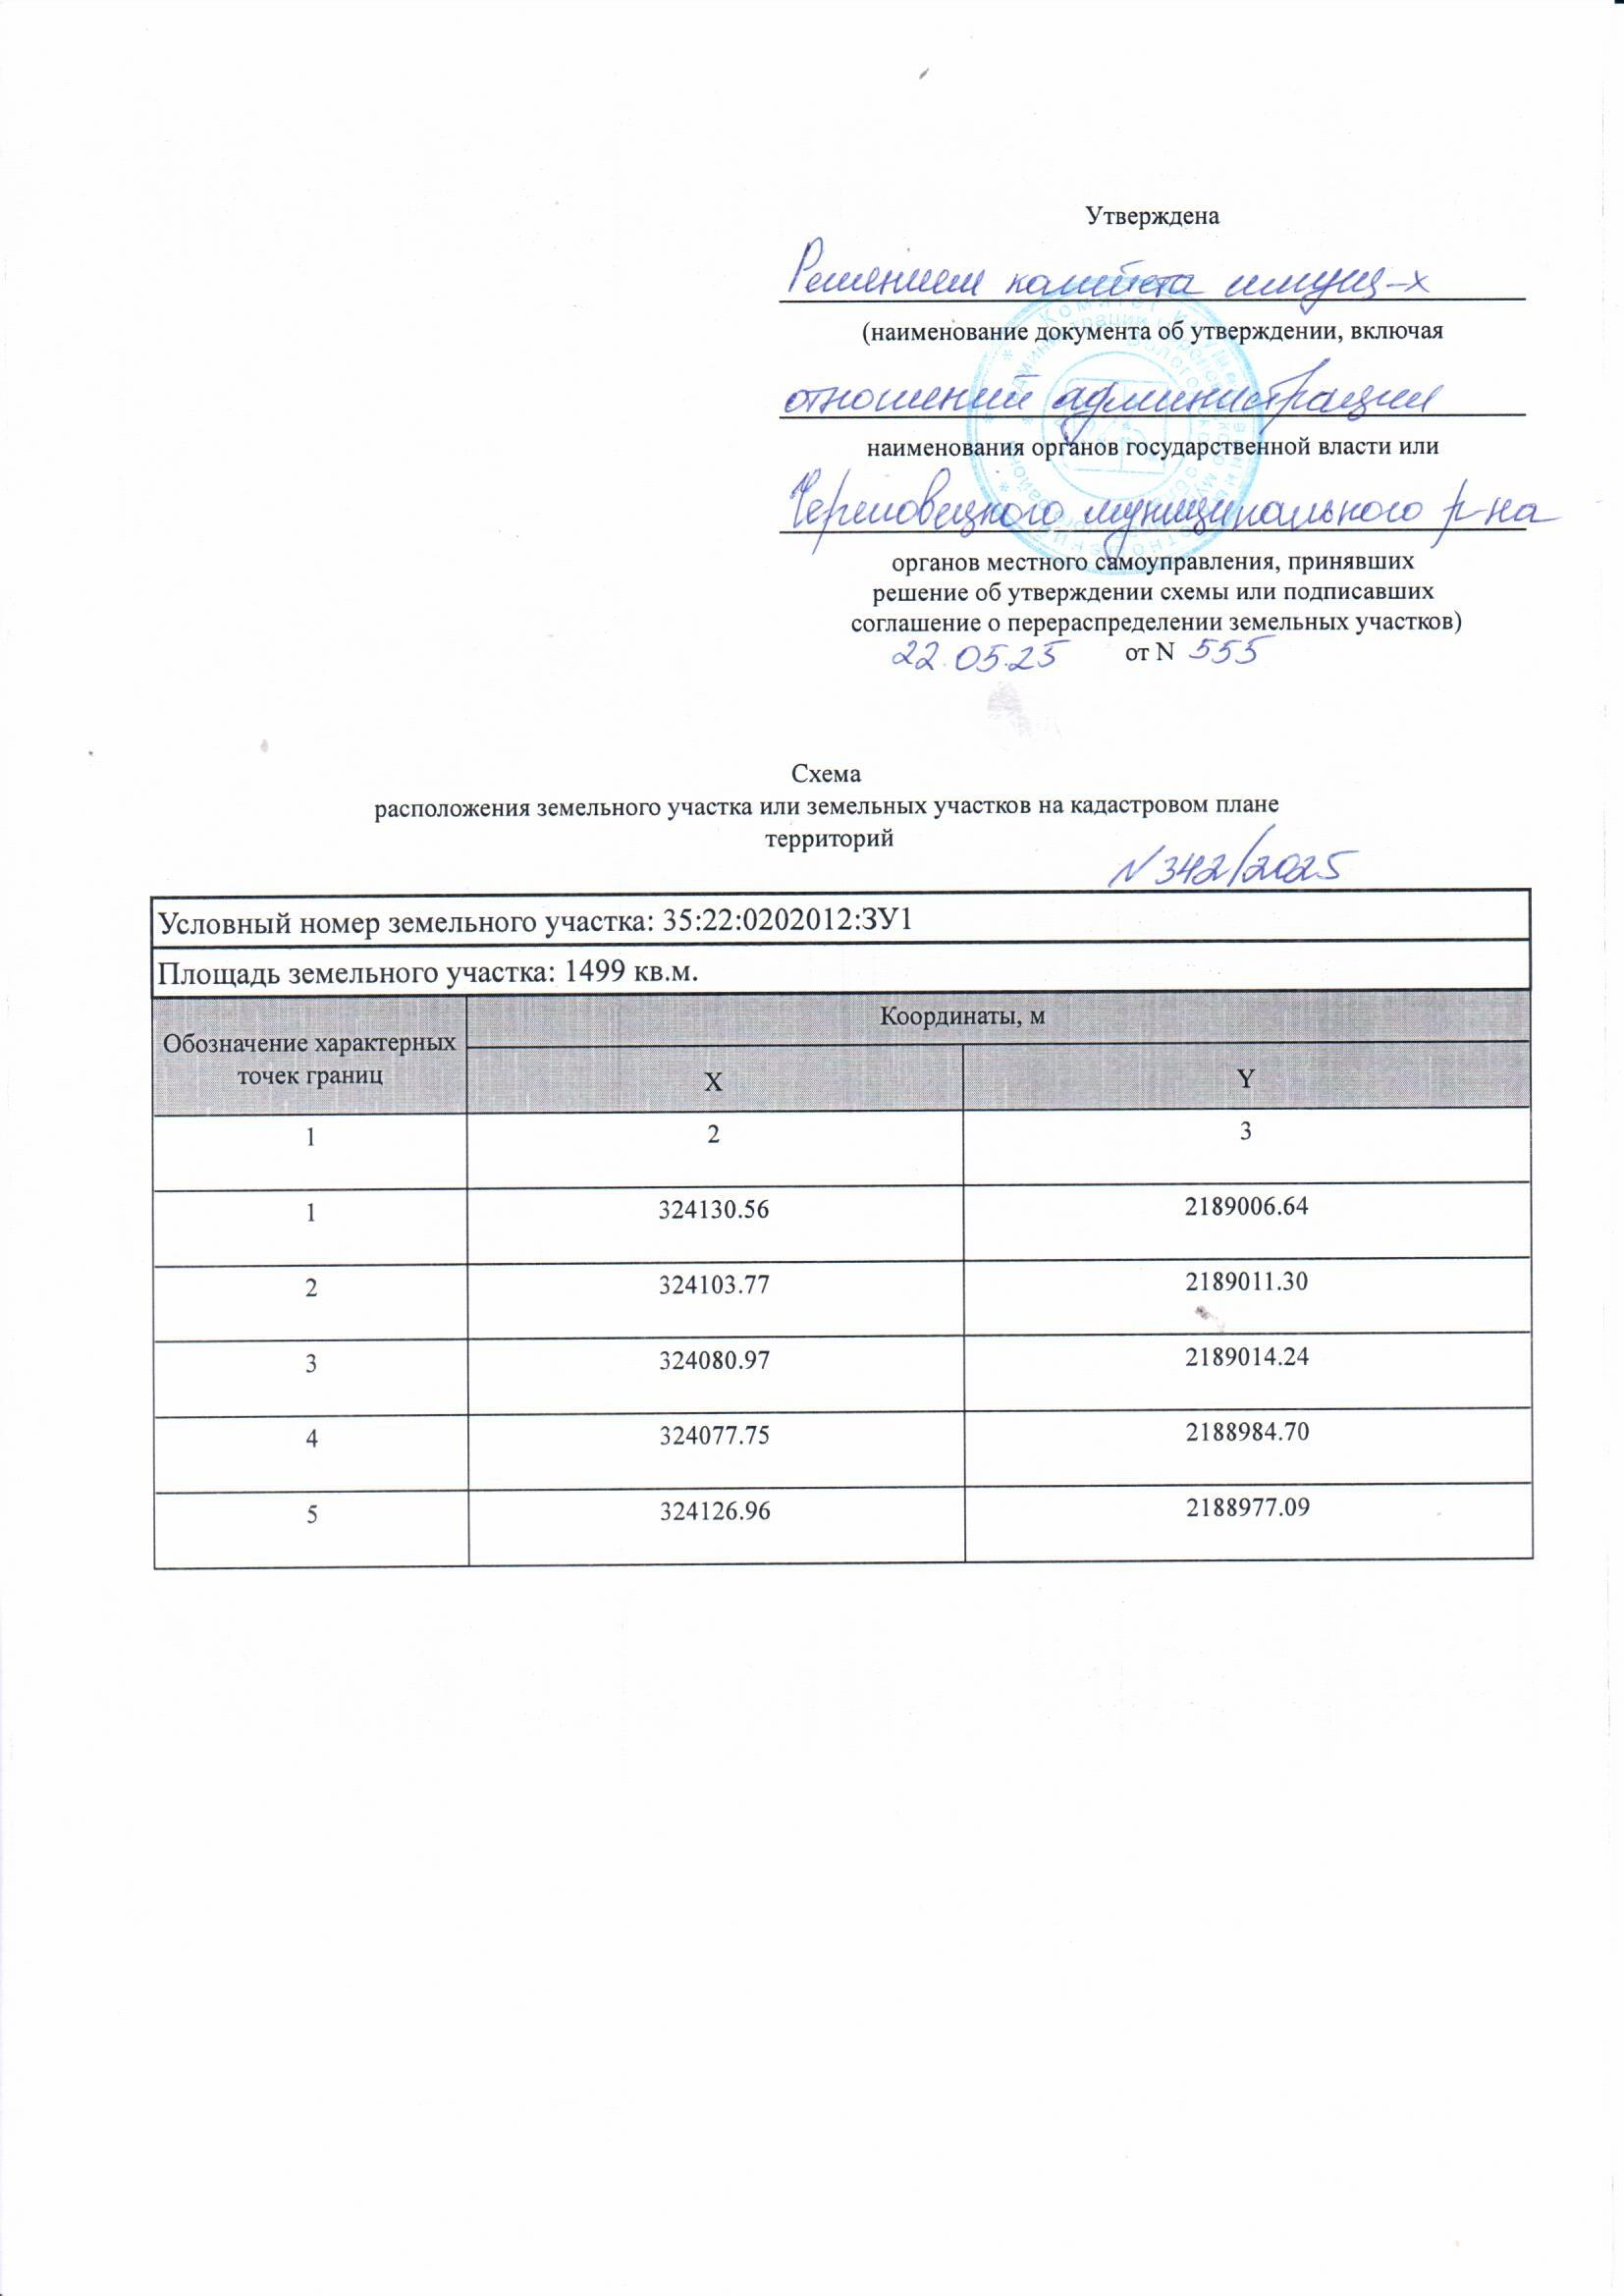 Утверждена
Решением комитета имущ-х
(наименование документа об утверждении, включая
отношений администрации
наименования органов государственной власти или
Череповецкого муниципального р-на
органов местного самоуправления, принявших
решение об утверждении схемы или подписавших
соглашение о перераспределении земельных участков)
22.05.25 от N 555
Схема
расположения земельного участка или земельных участков на кадастровом плане
территорий
N 342/2025
Условный номер земельного участка: 35:22:0202012:ЗУ1
Площадь земельного участка: 1499 кв.м.
Обозначение характерных точек границ
Координаты, м
X Y
1 2 3
1 324130.56 2189006.64
2 324103.77 2189011.30
3 324080.97 2189014.24
4 324077.75 2188984.70
5 324126.96 2188977.09